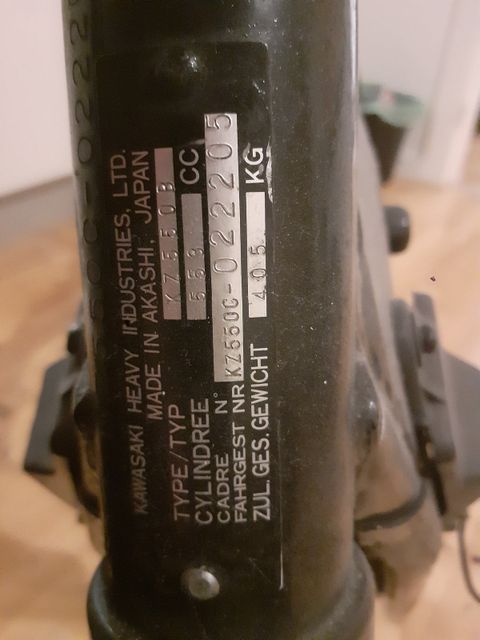 KAWASAKI HEAVY INDUSTRIES, LTD.
MADE IN AKASHI, JAPAN
TYPE/TYP KZ550B
CYLINDREE 553 CC
CADRE N°
FAHRGEST NR KZ550C-022205
ZUL. GES. GEWICHT 405 KG